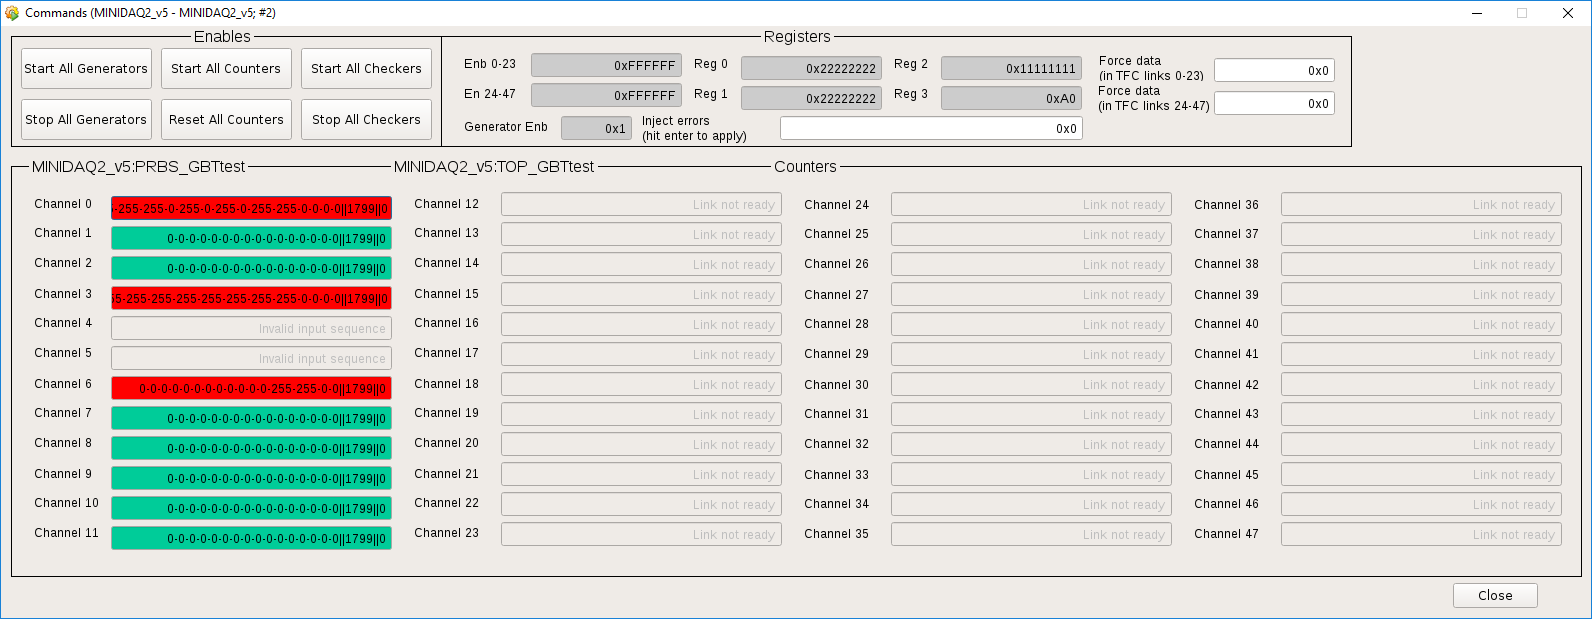 Commands (MINIDAQ2_v5 - MINIDAQ2_v5; #2)
Enables
Start All Generators Start All Counters Start All Checkers
Stop All Generators Reset All Counters Stop All Checkers
Registers
Enb 0-23 0xFFFFFF Reg 0 0x22222222 Reg 2 0x11111111 Force data
(in TFC links 0-23) 0x0
En 24-47 0xFFFFFF Reg 1 0x22222222 Reg 3 0xA0 Force data
(in TFC links 24-47) 0x0
Generator Enb 0x1 Inject errors
(hit enter to apply) 0x0
MINIDAQ2_v5:PRBS_GBTtest MINIDAQ2_v5:TOP_GBTtest Counters
Channel 0 -255-255-0-255-0-255-0-255-255-0-0-0-0||1799||0 Channel 12 Link not ready Channel 24 Link not ready Channel 36 Link not ready
Channel 1 0-0-0-0-0-0-0-0-0-0-0-0-0-0-0-0||1799||0 Channel 13 Link not ready Channel 25 Link not ready Channel 37 Link not ready
Channel 2 0-0-0-0-0-0-0-0-0-0-0-0-0-0-0-0||1799||0 Channel 14 Link not ready Channel 26 Link not ready Channel 38 Link not ready
Channel 3 -255-255-255-255-255-255-255-0-0-0-0||1799||0 Channel 15 Link not ready Channel 27 Link not ready Channel 39 Link not ready
Channel 4 Invalid input sequence Channel 16 Link not ready Channel 28 Link not ready Channel 40 Link not ready
Channel 5 Invalid input sequence Channel 17 Link not ready Channel 29 Link not ready Channel 41 Link not ready
Channel 6 0-0-0-0-0-0-0-0-0-0-0-0-255-255-0-0||1799||0 Channel 18 Link not ready Channel 30 Link not ready Channel 42 Link not ready
Channel 7 0-0-0-0-0-0-0-0-0-0-0-0-0-0-0-0||1799||0 Channel 19 Link not ready Channel 31 Link not ready Channel 43 Link not ready
Channel 8 0-0-0-0-0-0-0-0-0-0-0-0-0-0-0-0||1799||0 Channel 20 Link not ready Channel 32 Link not ready Channel 44 Link not ready
Channel 9 0-0-0-0-0-0-0-0-0-0-0-0-0-0-0-0||1799||0 Channel 21 Link not ready Channel 33 Link not ready Channel 45 Link not ready
Channel 10 0-0-0-0-0-0-0-0-0-0-0-0-0-0-0-0||1799||0 Channel 22 Link not ready Channel 34 Link not ready Channel 46 Link not ready
Channel 11 0-0-0-0-0-0-0-0-0-0-0-0-0-0-0-0||1799||0 Channel 23 Link not ready Channel 35 Link not ready Channel 47 Link not ready
Close